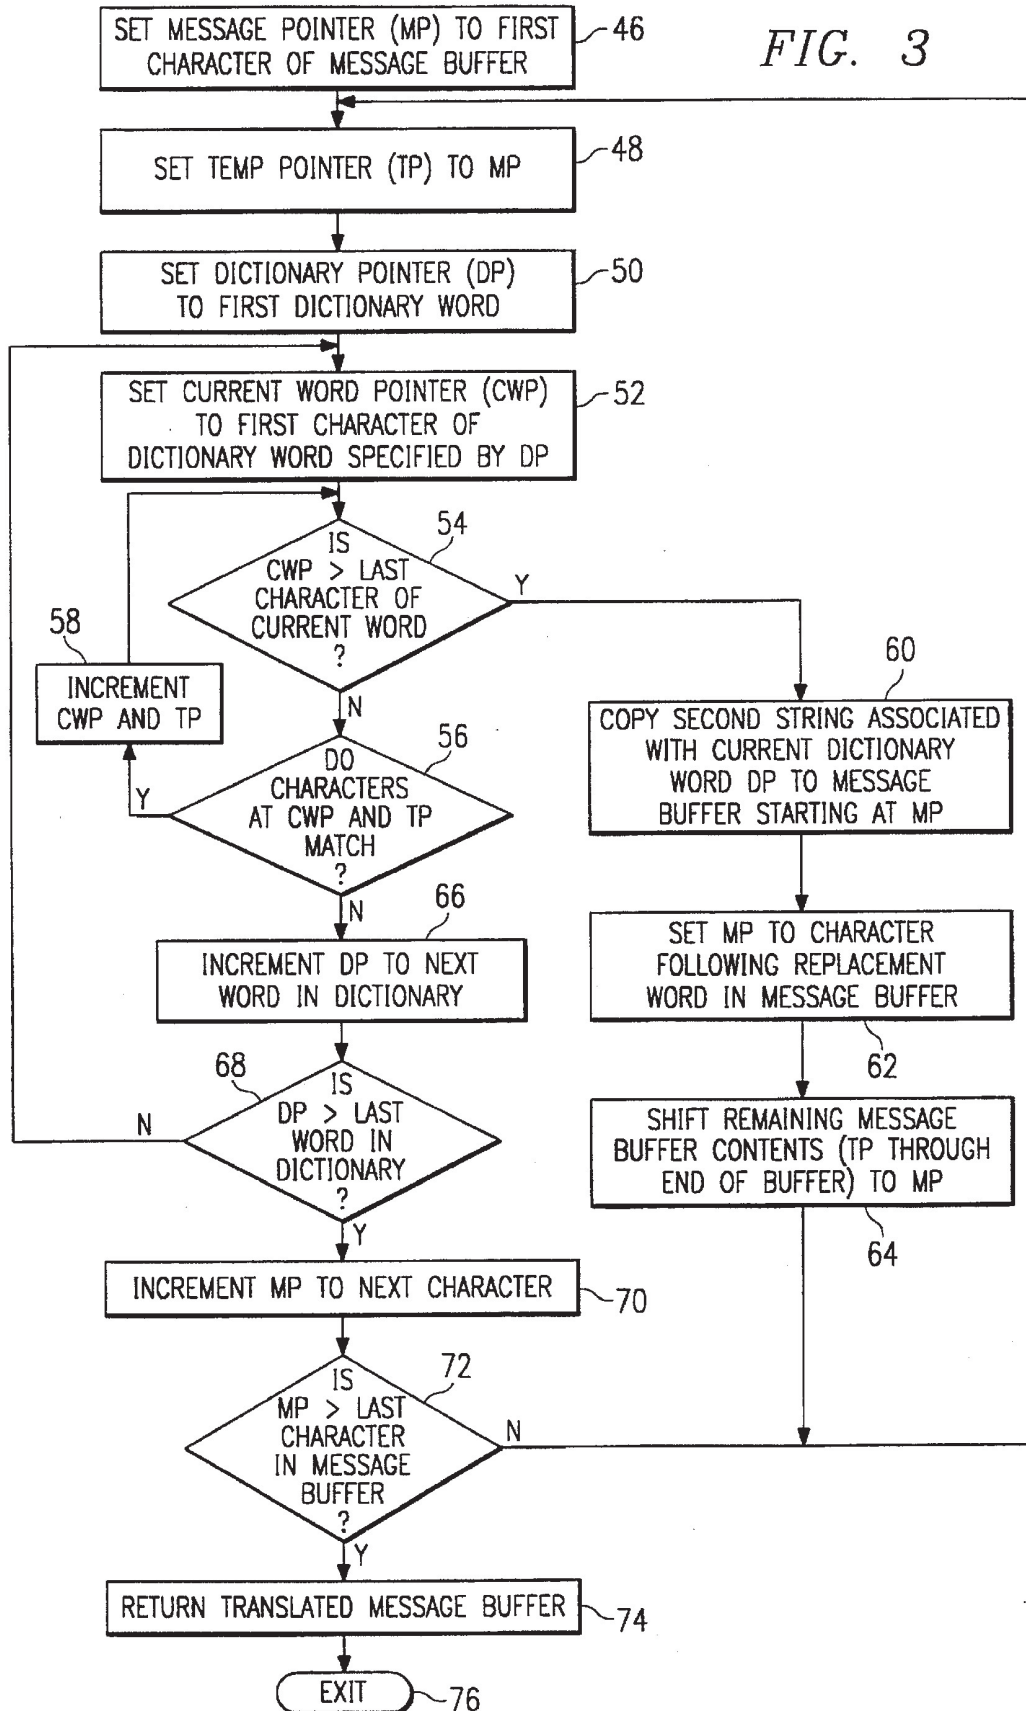 FIG. 3
SET MESSAGE POINTER (MP) TO FIRST
CHARACTER OF MESSAGE BUFFER
46
SET TEMP POINTER (TP) TO MP
48
SET DICTIONARY POINTER (DP)
TO FIRST DICTIONARY WORD
50
SET CURRENT WORD POINTER (CWP)
TO FIRST CHARACTER OF
DICTIONARY WORD SPECIFIED BY DP
52
IS
CWP > LAST
CHARACTER OF
CURRENT WORD
?
54
Y
N
58
INCREMENT
CWP AND TP
DO
CHARACTERS
AT CWP AND TP
MATCH
?
56
Y
N
60
COPY SECOND STRING ASSOCIATED
WITH CURRENT DICTIONARY
WORD DP TO MESSAGE
BUFFER STARTING AT MP
66
INCREMENT DP TO NEXT
WORD IN DICTIONARY
SET MP TO CHARACTER
FOLLOWING REPLACEMENT
WORD IN MESSAGE BUFFER
62
68
IS
DP > LAST
WORD IN
DICTIONARY
?
N
Y
SHIFT REMAINING MESSAGE
BUFFER CONTENTS (TP THROUGH
END OF BUFFER) TO MP
64
INCREMENT MP TO NEXT CHARACTER
70
IS
MP > LAST
CHARACTER
IN MESSAGE
BUFFER
?
72
N
Y
RETURN TRANSLATED MESSAGE BUFFER
74
EXIT
76